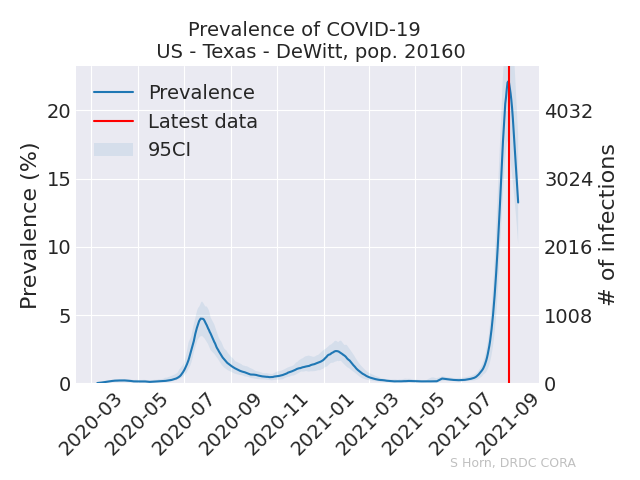 Prevalence of COVID-19
US - Texas - DeWitt, pop. 20160
Prevalence
Latest data
95CI
Prevalence (%)
20
15
10
5
0
4032
3024
2016
1008
0
# of infections
2020-03
2020-05
2020-07
2020-09
2020-11
2021-01
2021-03
2021-05
2021-07
2021-09
S Horn, DRDC CORA